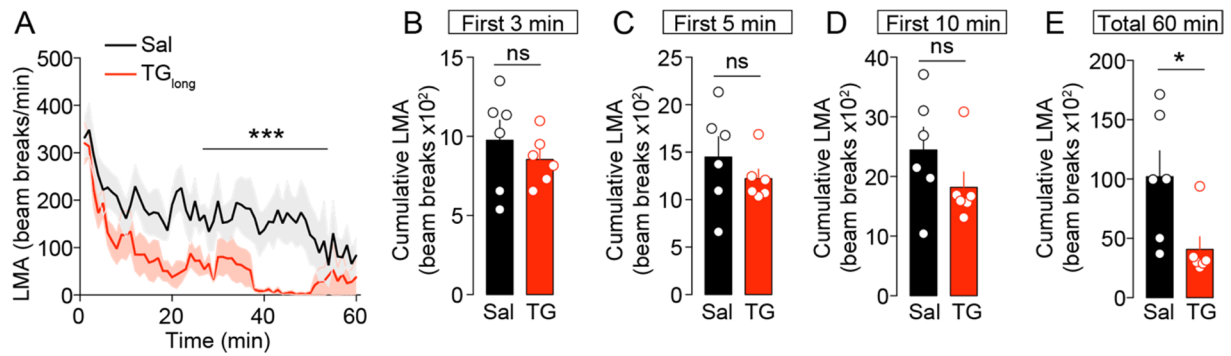 A
Sal
TGlong
***
LMA (beam breaks/min)
500
400
300
200
100
0
0
20
40
60
Time (min)
B
First 3 min
ns
Cumulative LMA
(beam breaks x10²)
15
10
5
0
Sal TG
C
First 5 min
ns
Cumulative LMA
(beam breaks x10²)
25
20
15
10
5
0
Sal TG
D
First 10 min
ns
Cumulative LMA
(beam breaks x10²)
40
30
20
10
0
Sal TG
E
Total 60 min
*
Cumulative LMA
(beam breaks x10²)
200
150
100
50
0
Sal TG